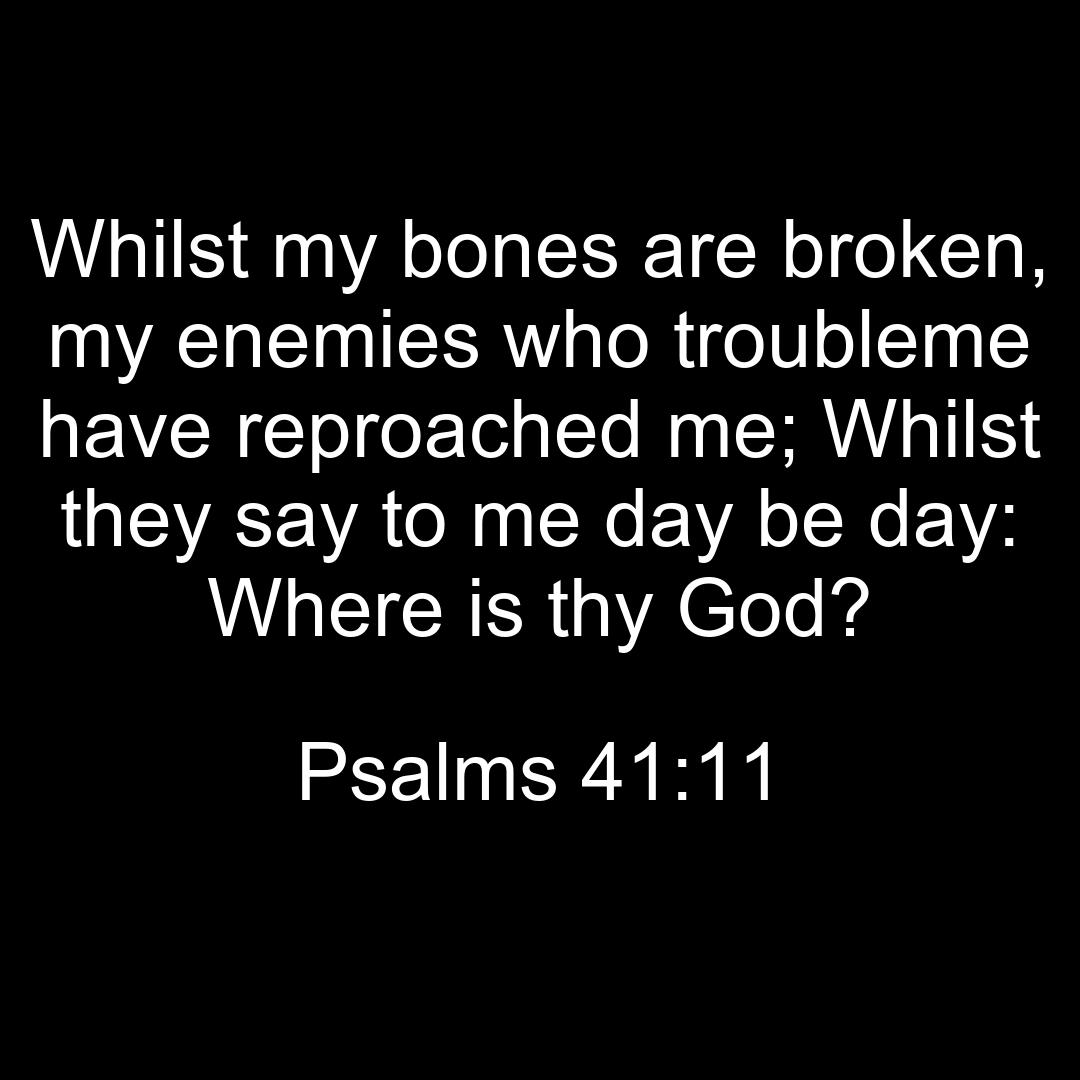 Whilst my bones are broken,
my enemies who troubleme
have reproached me; Whilst
they say to me day be day:
Where is thy God?
Psalms 41:11